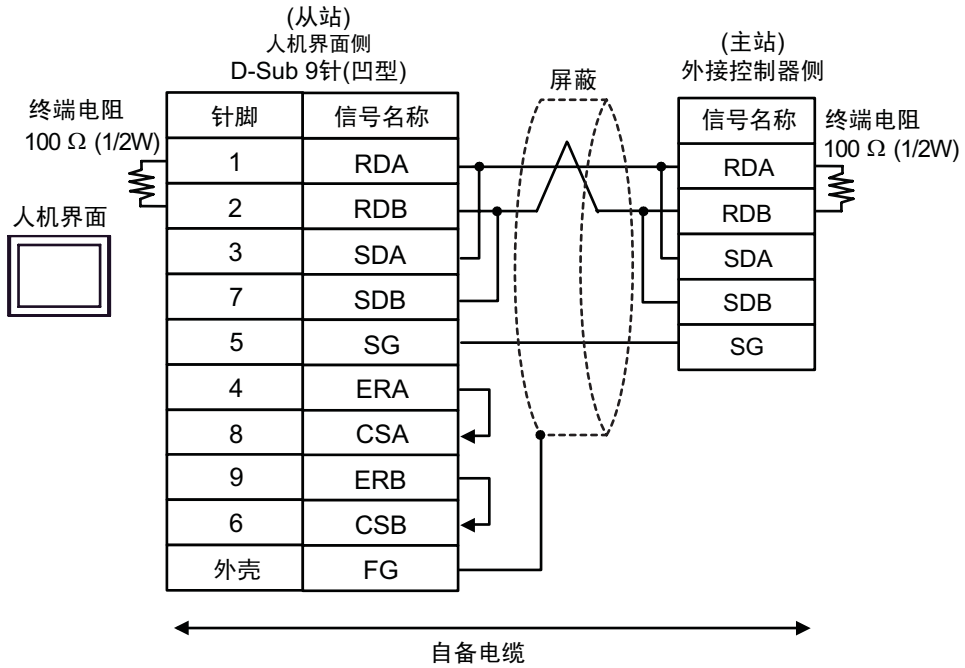 (从站)
人机界面侧
D-Sub 9针(凹型)
(主站)
外接控制器侧
屏蔽
终端电阻
100 Ω (1/2W)
人机界面
针脚 信号名称
1 RDA
2 RDB
3 SDA
7 SDB
5 SG
4 ERA
8 CSA
9 ERB
6 CSB
外壳 FG
信号名称
RDA
RDB
SDA
SDB
SG
终端电阻
100 Ω (1/2W)
自备电缆